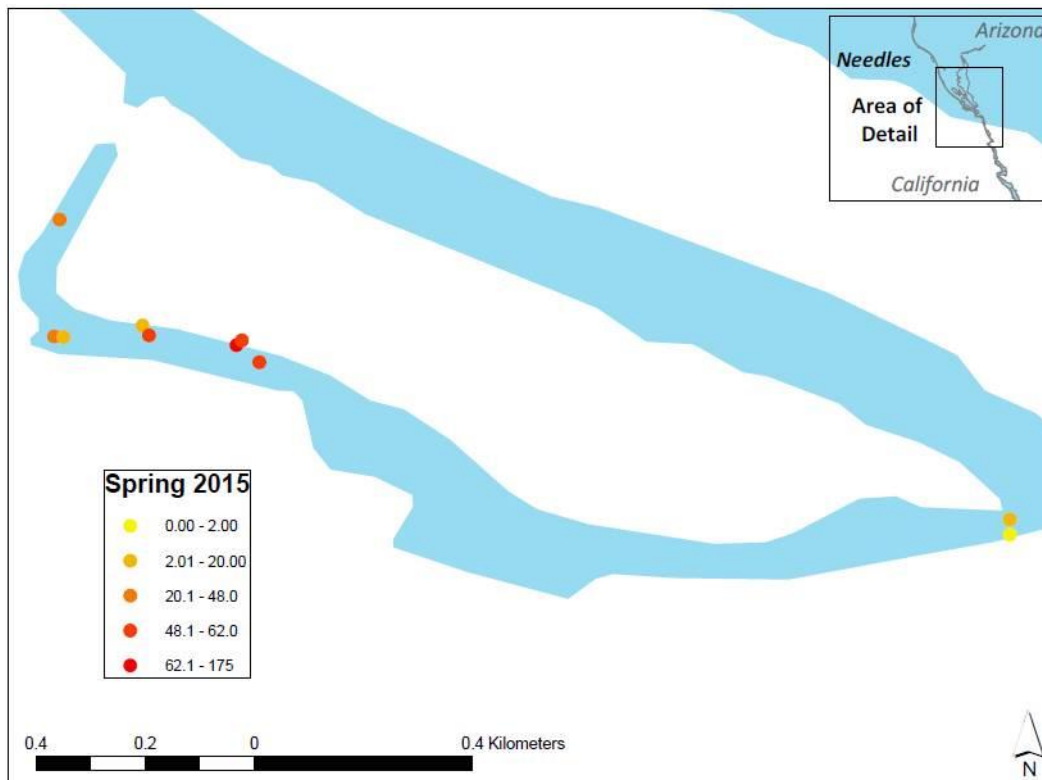 Arizona
Needles
Area of
Detail
California
Spring 2015
0.00 - 2.00
2.01 - 20.00
20.1 - 48.0
48.1 - 62.0
62.1 - 175
0.4 0.2 0 0.4 Kilometers
N